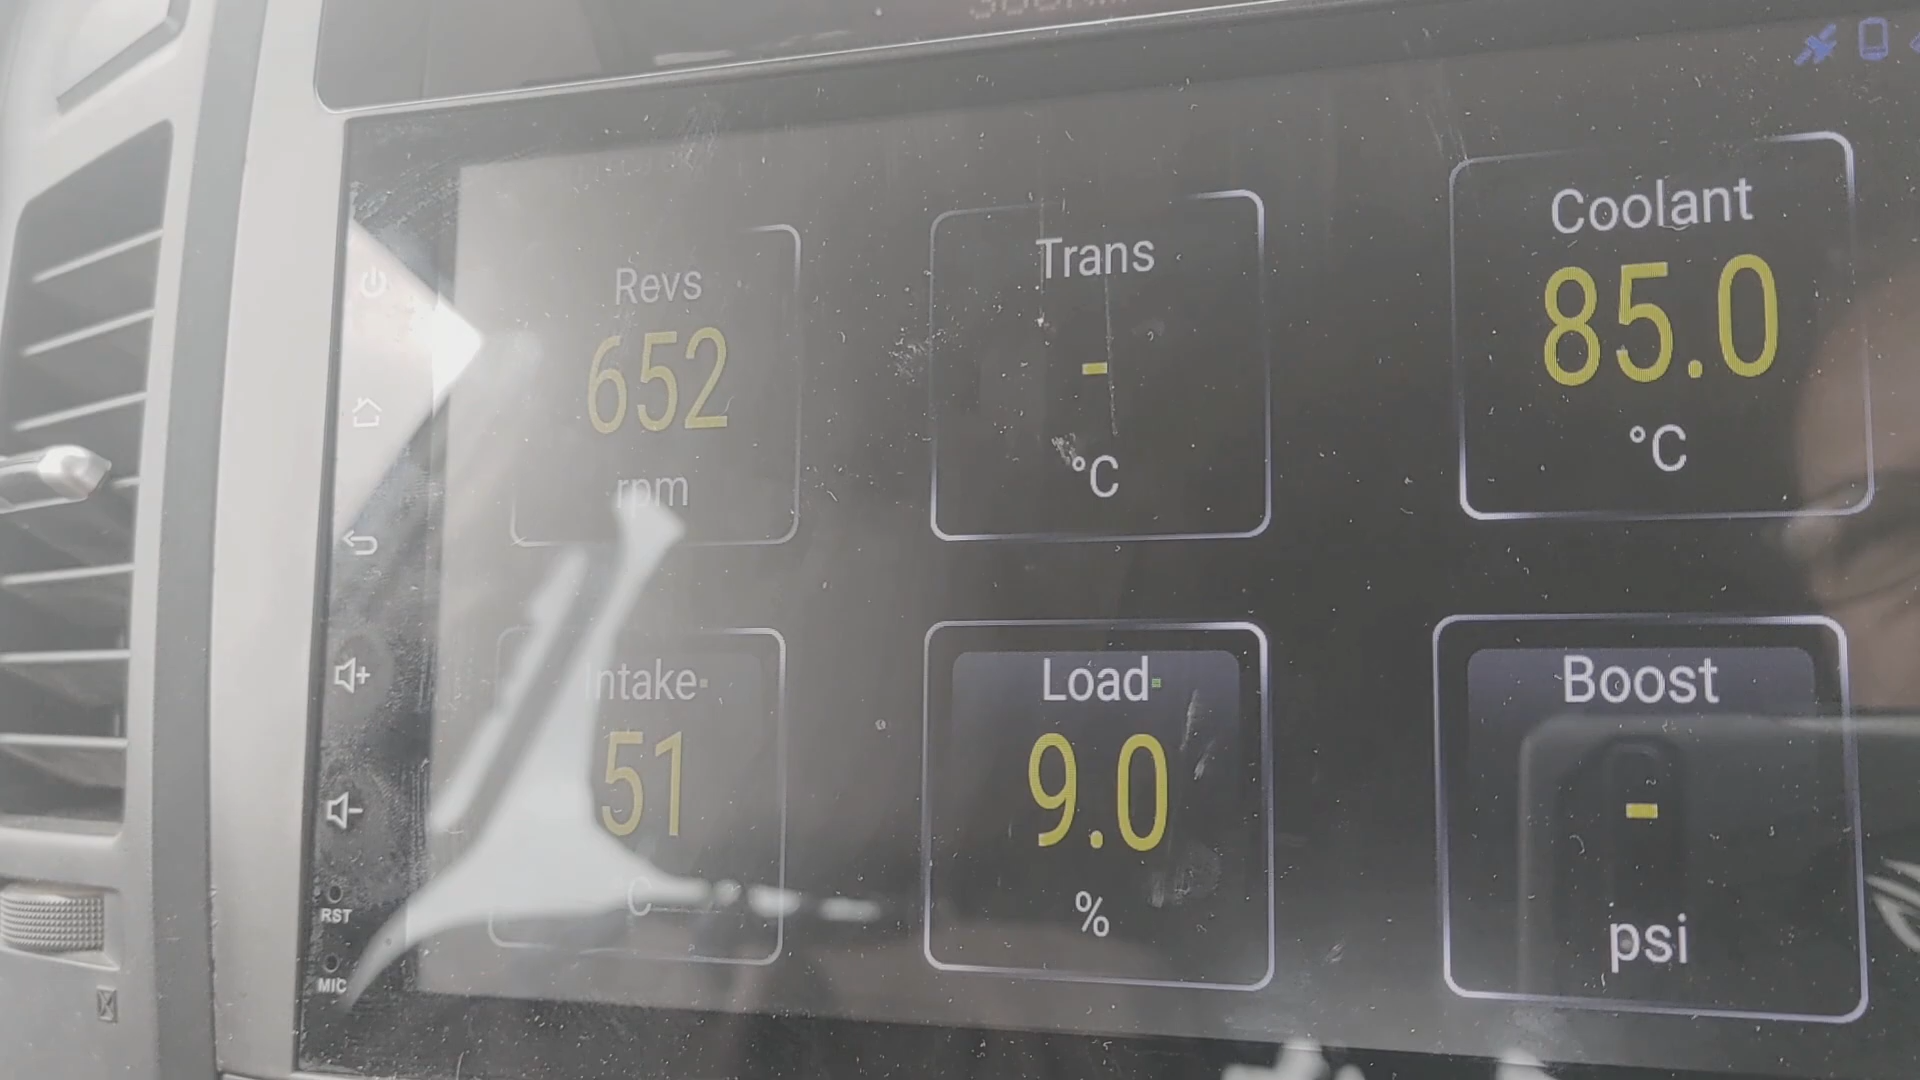 Revs
652
rpm
Trans
-
°C
Coolant
85.0
°C
Intake
51
C
Load
9.0
%
Boost
-
psi
RST
MIC